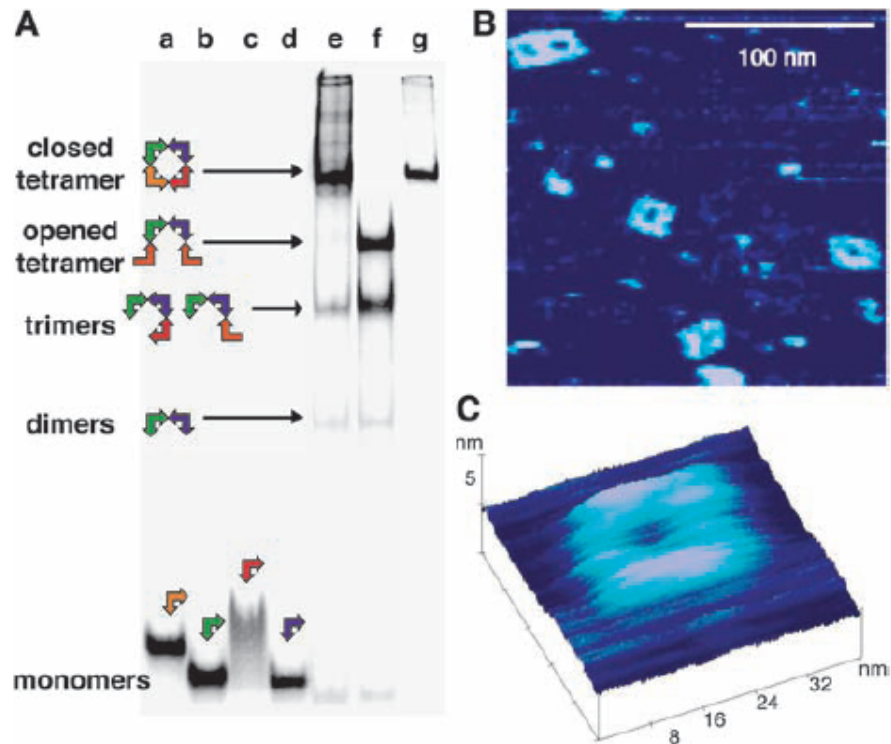 A
a b c d e f g
closed
tetramer
opened
tetramer
trimers
dimers
monomers
B
100 nm
C
nm
5
8
16
24
32
nm